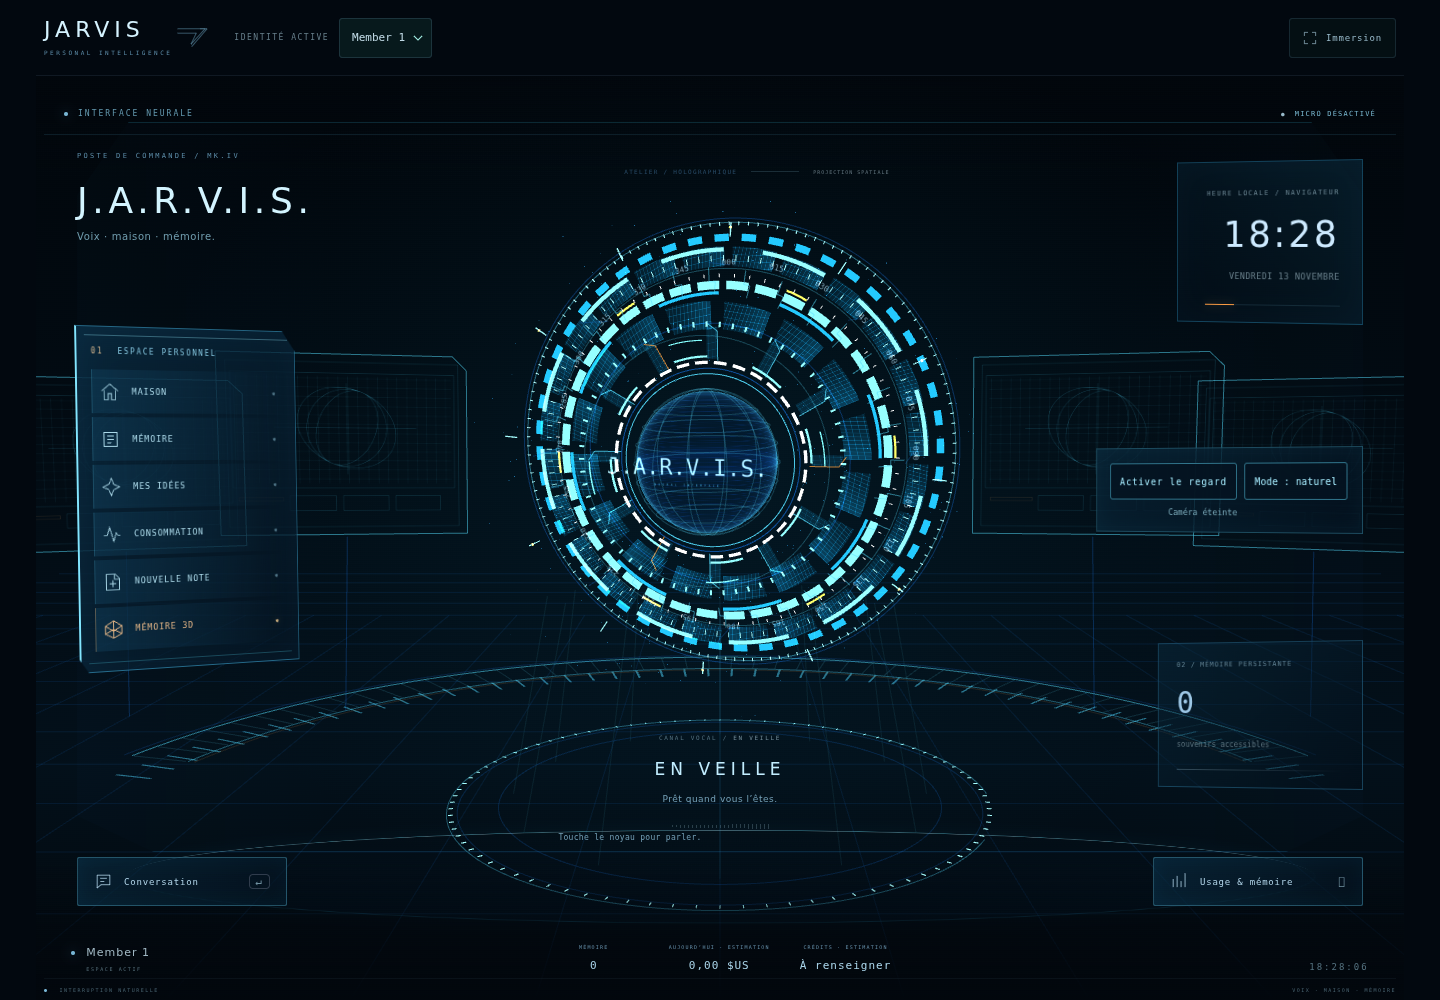 JARVIS
PERSONAL INTELLIGENCE
IDENTITÉ ACTIVE
Member 1
Immersion
INTERFACE NEURALE
MICRO DÉSACTIVÉ
POSTE DE COMMANDE / MK.IV
J.A.R.V.I.S.
Voix · maison · mémoire.
ATELIER / HOLOGRAPHIQUE
PROJECTION SPATIALE
HEURE LOCALE / NAVIGATEUR
18:28
VENDREDI 13 NOVEMBRE
01 ESPACE PERSONNEL
MAISON
MÉMOIRE
MES IDÉES
CONSOMMATION
NOUVELLE NOTE
MÉMOIRE 3D
J.A.R.V.I.S.
Activer le regard
Mode : naturel
Caméra éteinte
02 / MÉMOIRE PERSISTANTE
0
souvenirs accessibles
CANAL VOCAL / EN VEILLE
EN VEILLE
Prêt quand vous l'êtes.
Touche le noyau pour parler.
Conversation
↵
Usage & mémoire
Member 1
ESPACE ACTIF
MÉMOIRE
0
AUJOURD'HUI · ESTIMATION
0,00 $US
CRÉDITS · ESTIMATION
À renseigner
18:28:06
INTERRUPTION NATURELLE
VOIX · MAISON · MÉMOIRE